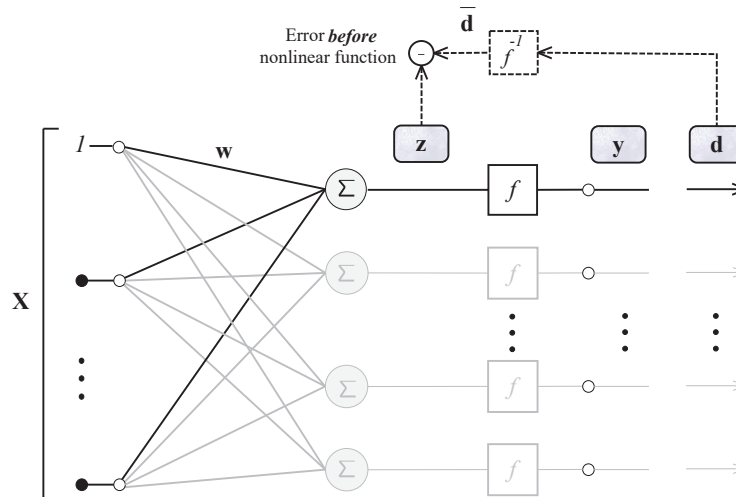 d̅
Error before
nonlinear function
-
f⁻¹
z
y
d
1
w
Σ
f
Σ
f
X
Σ
f
Σ
f